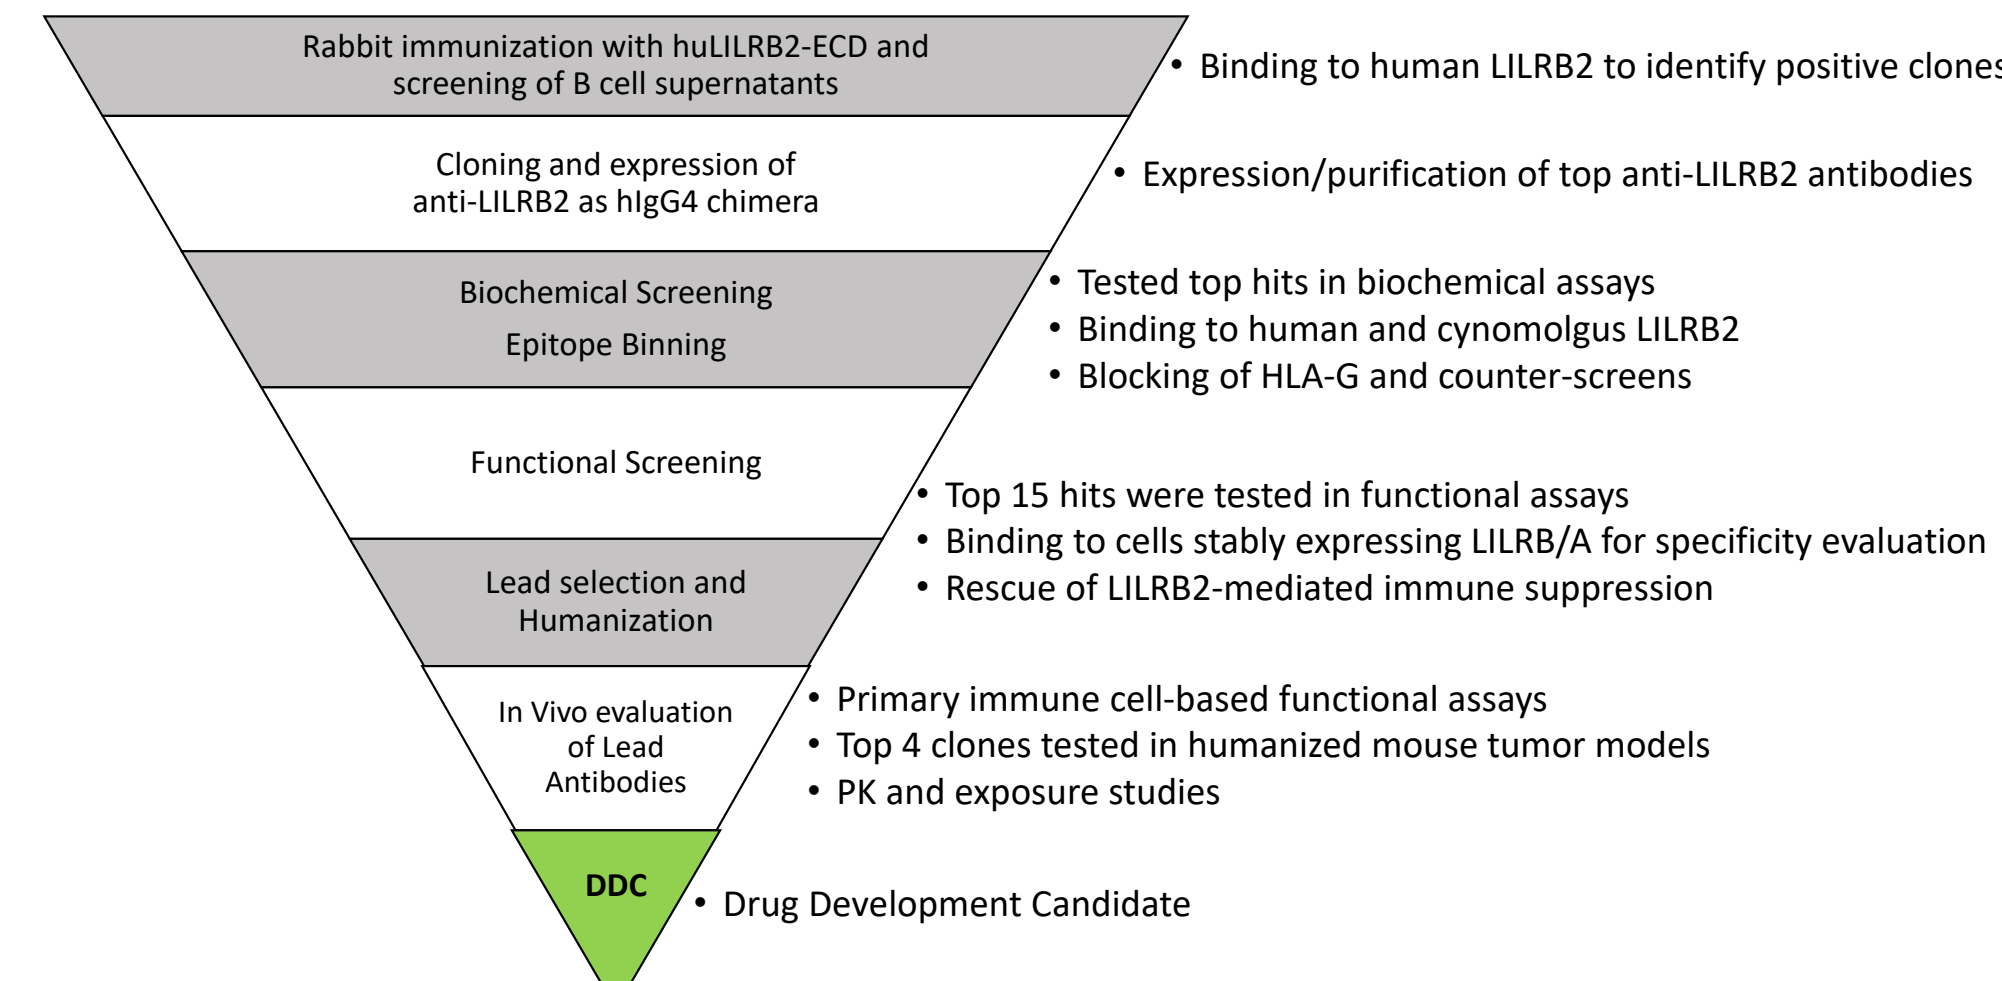 Rabbit immunization with huLILRB2-ECD and
screening of B cell supernatants
• Binding to human LILRB2 to identify positive clones
Cloning and expression of
anti-LILRB2 as hIgG4 chimera
• Expression/purification of top anti-LILRB2 antibodies
Biochemical Screening
Epitope Binning
• Tested top hits in biochemical assays
• Binding to human and cynomolgus LILRB2
• Blocking of HLA-G and counter-screens
Functional Screening
• Top 15 hits were tested in functional assays
• Binding to cells stably expressing LILRB/A for specificity evaluation
• Rescue of LILRB2-mediated immune suppression
Lead selection and
Humanization
In Vivo evaluation
of Lead
Antibodies
• Primary immune cell-based functional assays
• Top 4 clones tested in humanized mouse tumor models
• PK and exposure studies
DDC
• Drug Development Candidate